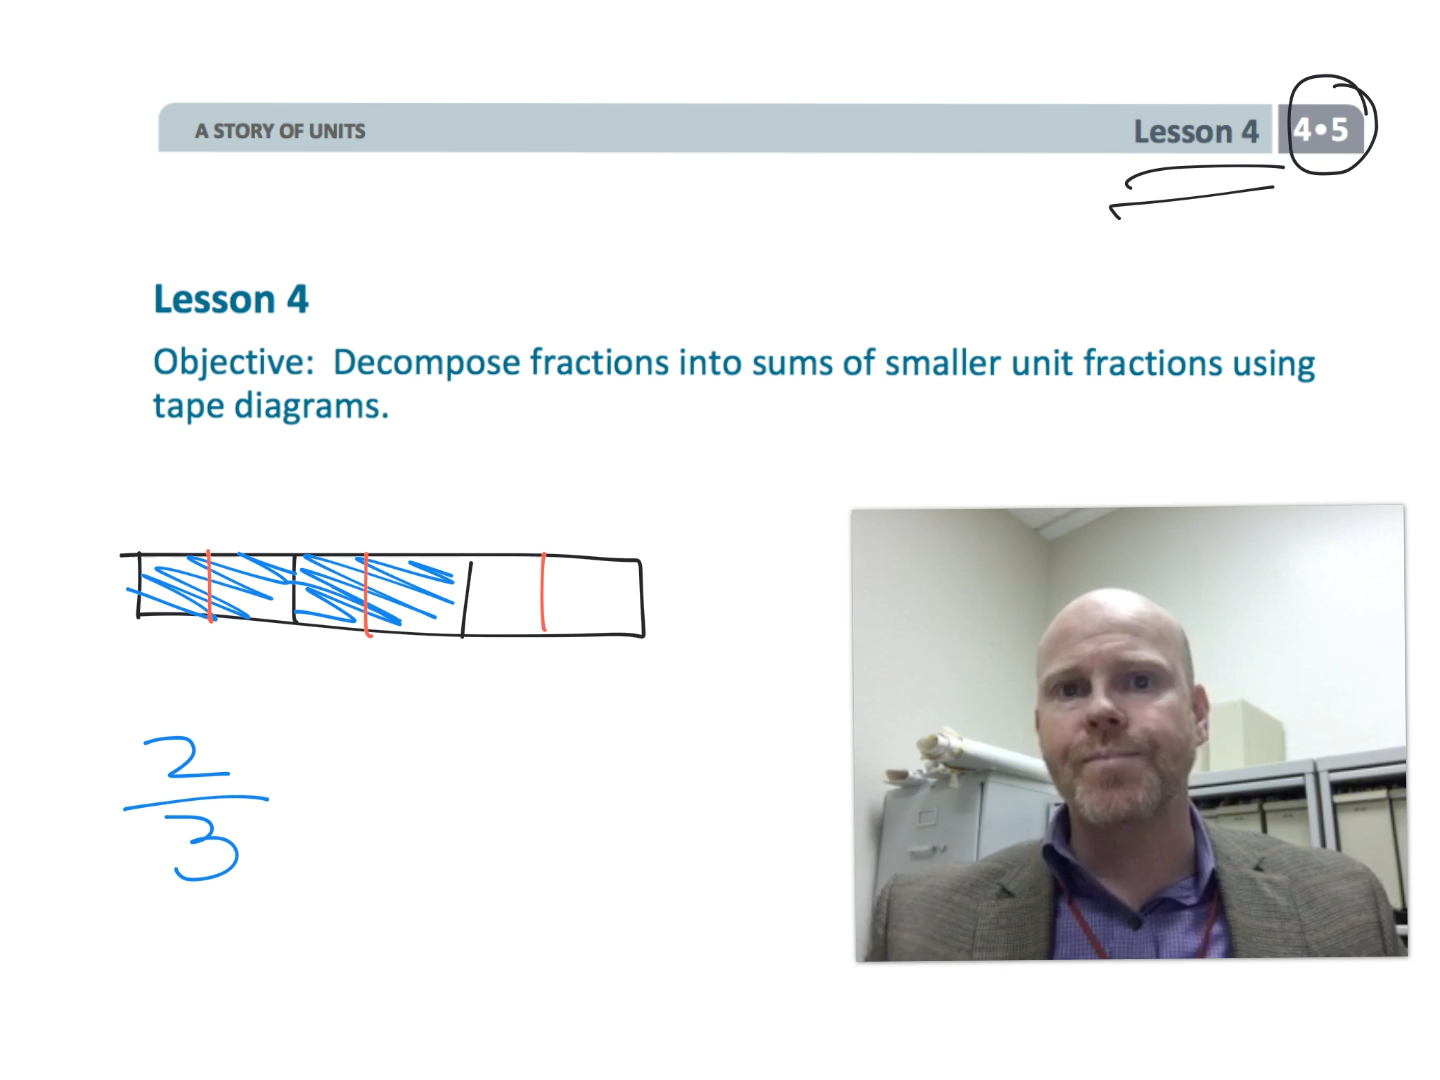 A STORY OF UNITS
Lesson 4
4•5
Lesson 4
Objective: Decompose fractions into sums of smaller unit fractions using
tape diagrams.
2
3